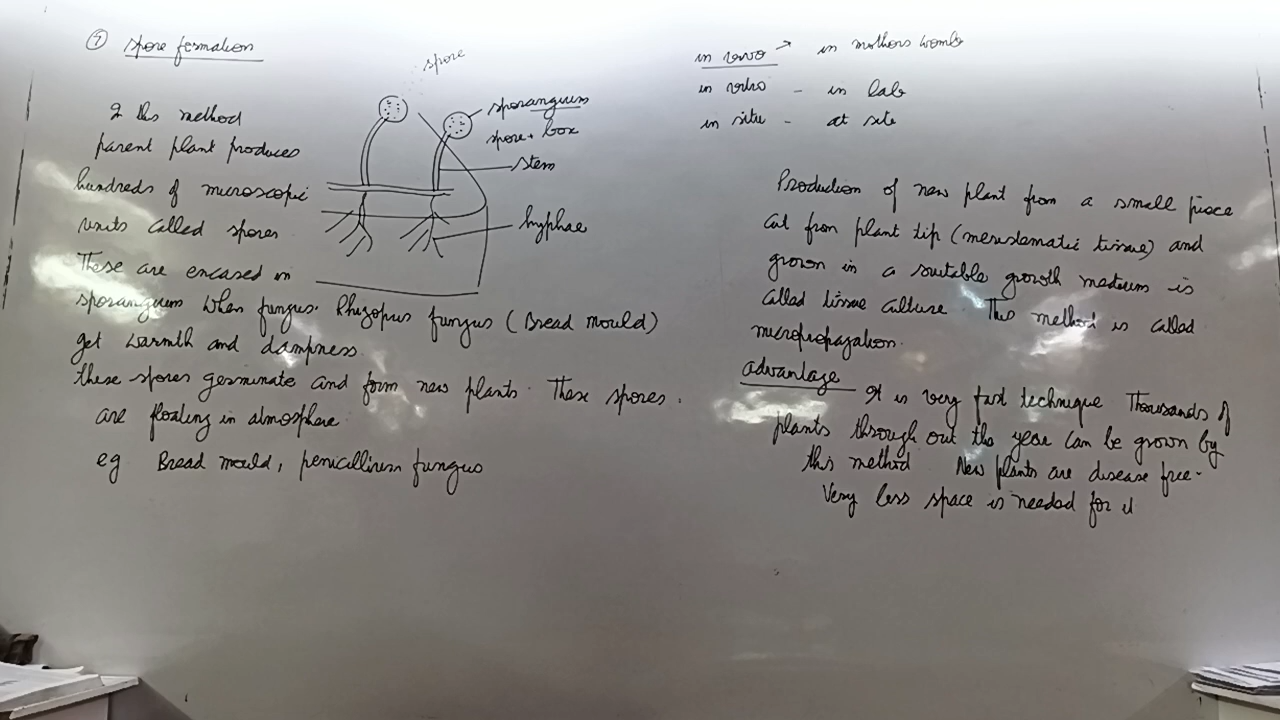 5 Spore formation
spore
In this method
parent plant produces
hundreds of microscopic
units called spores
These are encased in
sporangium when fungus. Rhizopus fungus (Bread mould)
get warmth and dampness.
these spores germinate and form new plants. These spores.
are floating in atmosphere.
eg Bread mould, penicillium fungus
sporangium
spore + box
stem
hyphae
in vivo → in mothers womb
in vitro - in lab
in situ - at site
Production of new plant from a small piece
cut from plant tip (meristematic tissue) and
grown in a suitable growth medium is
called tissue culture. This method is called
micropropagation.
advantage It is very fast technique Thousands of
plants through out the year can be grown by
this method New plants are disease free.
Very less space is needed for it